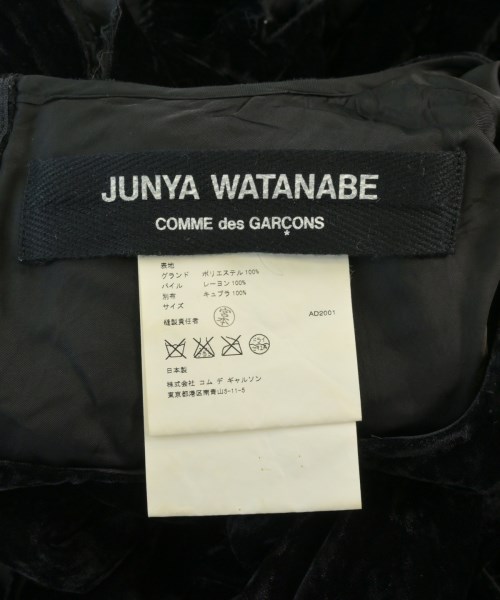 JUNYA WATANABE
COMME des GARÇONS
表地
グランド ポリエステル100%
パイル レーヨン100%
別布 キュプラ100%
サイズ
縫製責任者
AD2001
日本製
株式会社 コム デ ギャルソン
東京都港区南青山5-11-5